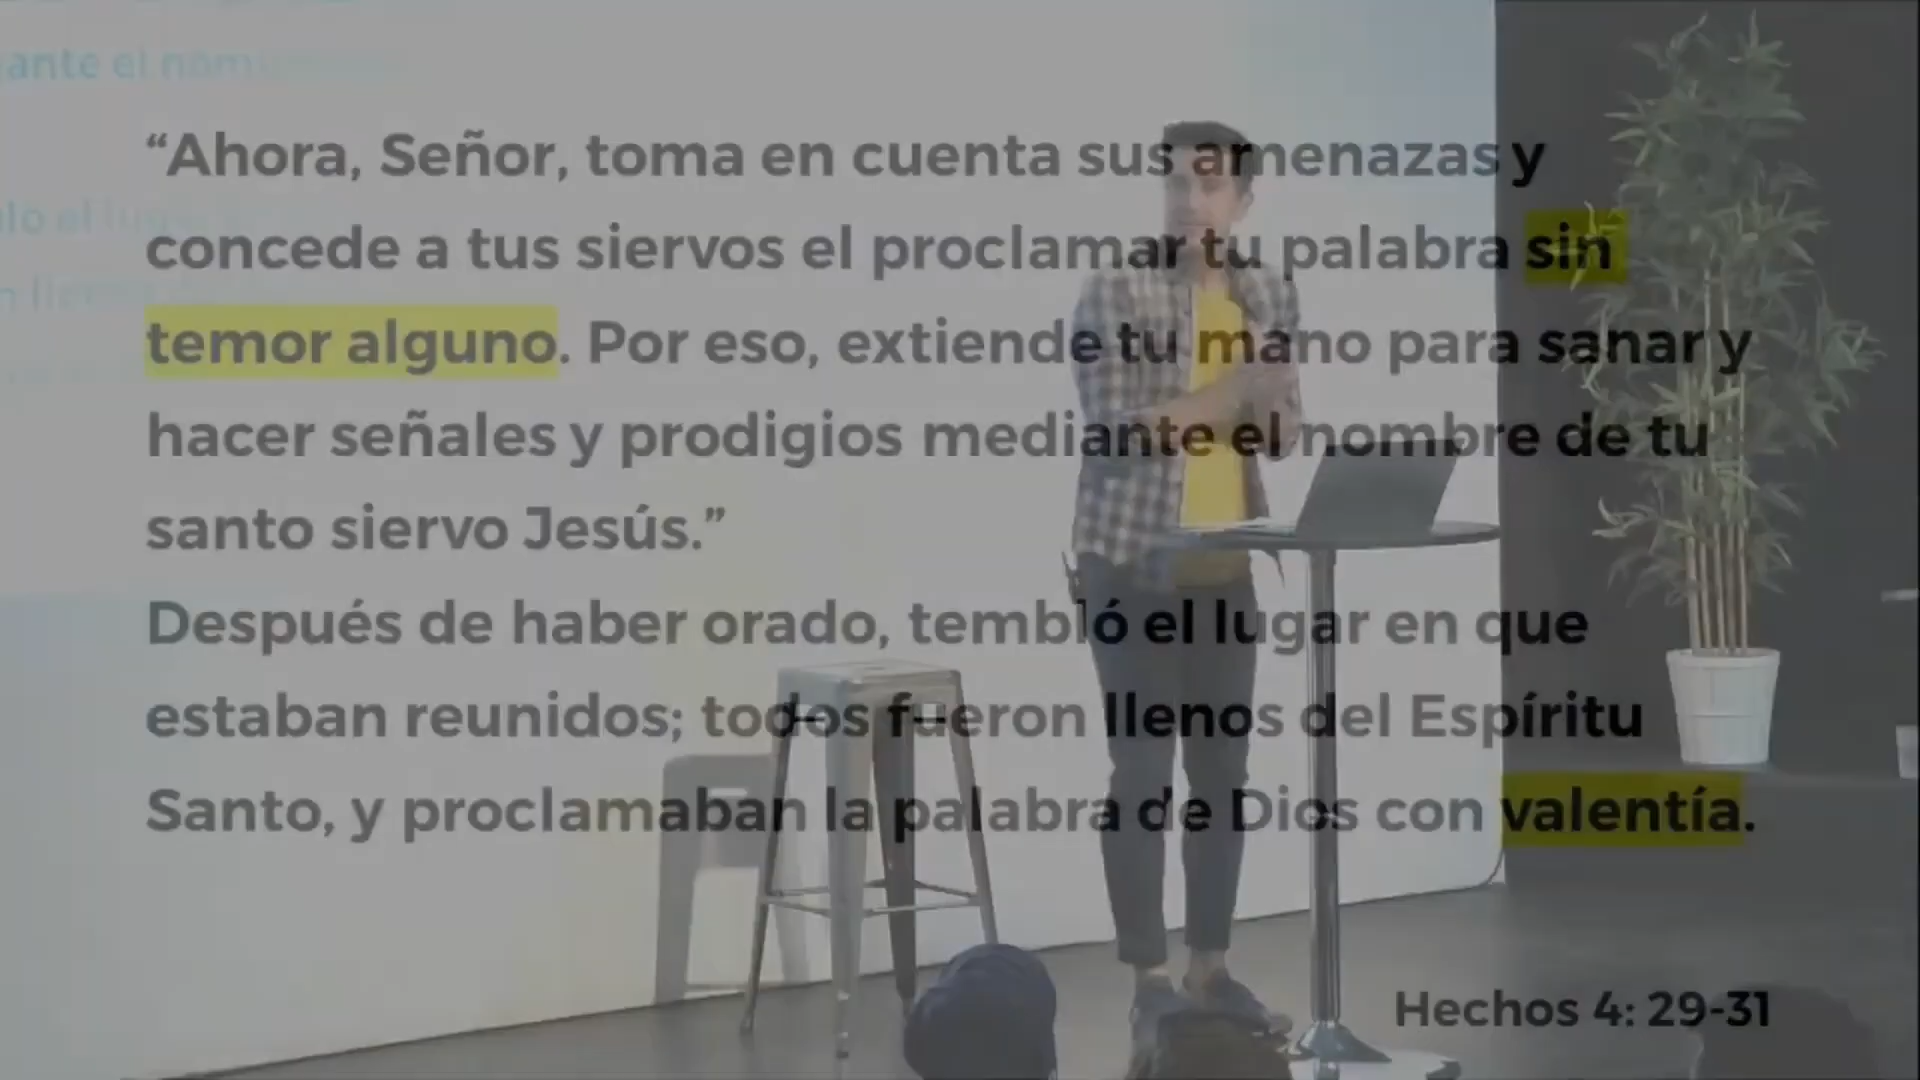 ante el nom
“Ahora, Señor, toma en cuenta sus amenazas y
concede a tus siervos el proclamar tu palabra sin
temor alguno. Por eso, extiende tu mano para sanar y
hacer señales y prodigios mediante el nombre de tu
santo siervo Jesús.”
Después de haber orado, tembló el lugar en que
estaban reunidos; todos fueron llenos del Espíritu
Santo, y proclamaban la palabra de Dios con valentía.
Hechos 4: 29-31